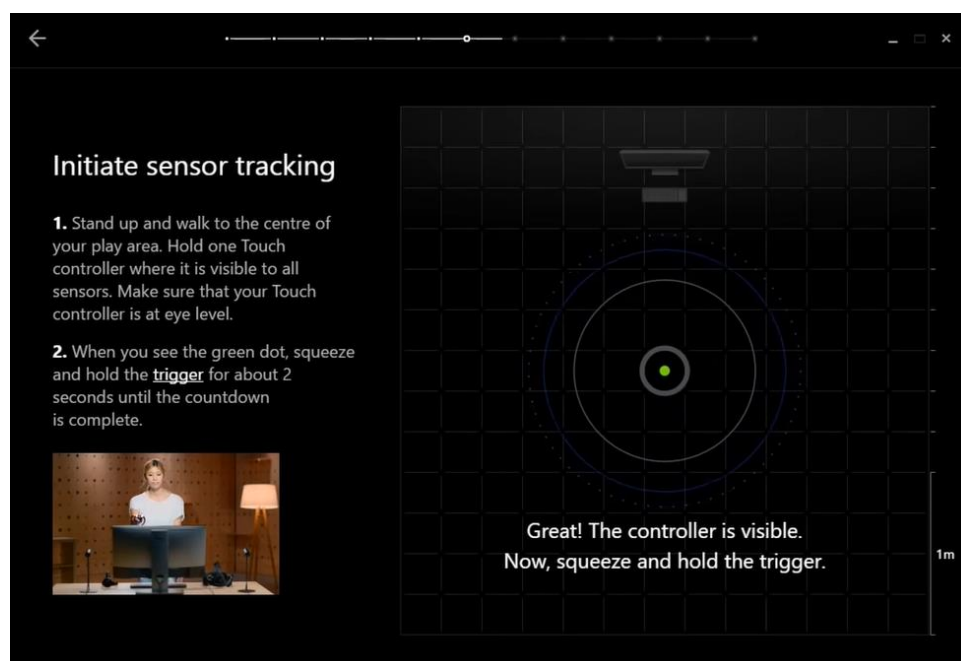 Initiate sensor tracking
1. Stand up and walk to the centre of
your play area. Hold one Touch
controller where it is visible to all
sensors. Make sure that your Touch
controller is at eye level.
2. When you see the green dot, squeeze
and hold the trigger for about 2
seconds until the countdown
is complete.
Great! The controller is visible.
Now, squeeze and hold the trigger.
1m